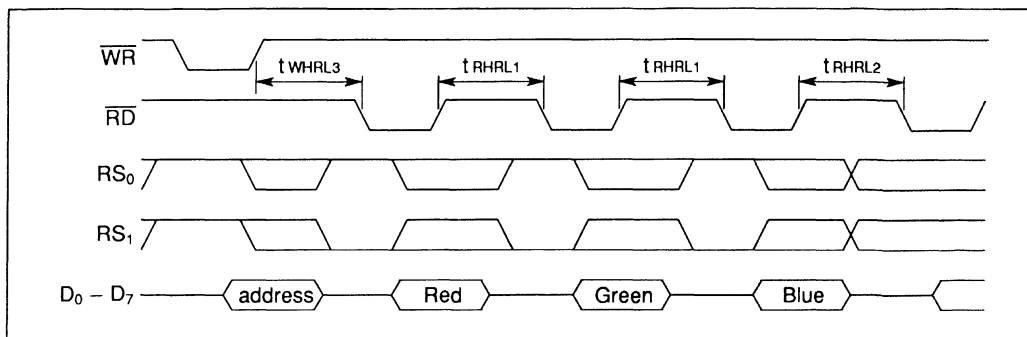 WR
t WHRL3 t RHRL1 t RHRL1 t RHRL2
RD
RS₀
RS₁
D₀ – D₇ address Red Green Blue